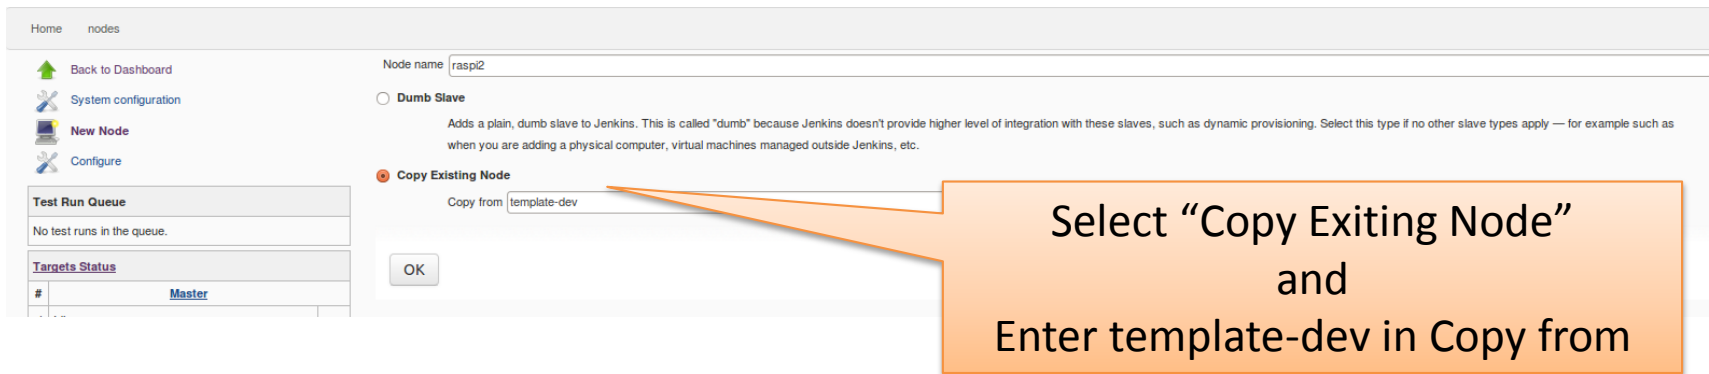 Home nodes
Back to Dashboard
System configuration
New Node
Configure
Test Run Queue
No test runs in the queue.
Targets Status
# Master
Node name raspi2
Dumb Slave
Adds a plain, dumb slave to Jenkins. This is called "dumb" because Jenkins doesn't provide higher level of integration with these slaves, such as dynamic provisioning. Select this type if no other slave types apply — for example such as
when you are adding a physical computer, virtual machines managed outside Jenkins, etc.
Copy Existing Node
Copy from template-dev
OK
Select “Copy Exiting Node”
and
Enter template-dev in Copy from